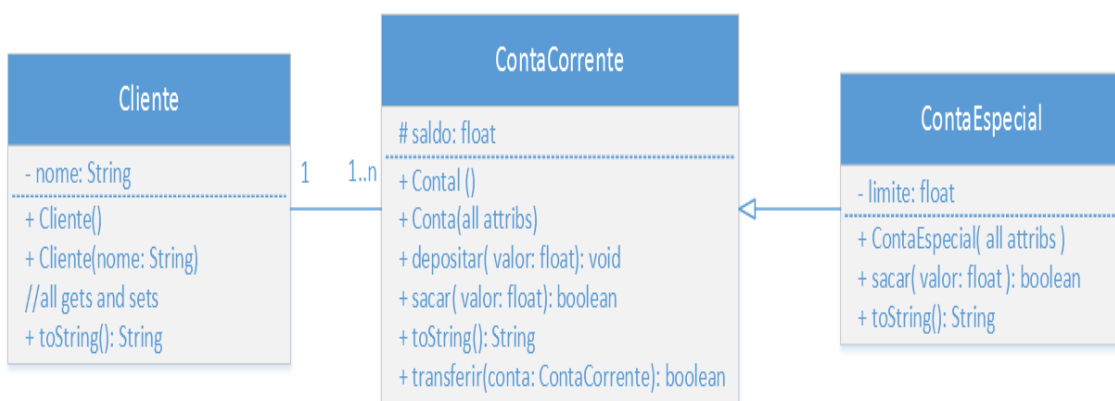 Cliente
- nome: String
+ Cliente()
+ Cliente(nome: String)
//all gets and sets
+ toString(): String
1
1..n
ContaCorrente
# saldo: float
+ Contal ()
+ Conta(all attribs)
+ depositar( valor: float): void
+ sacar( valor: float): boolean
+ toString(): String
+ transferir(conta: ContaCorrente): boolean
ContaEspecial
- limite: float
+ ContaEspecial( all attribs )
+ sacar( valor: float ): boolean
+ toString(): String